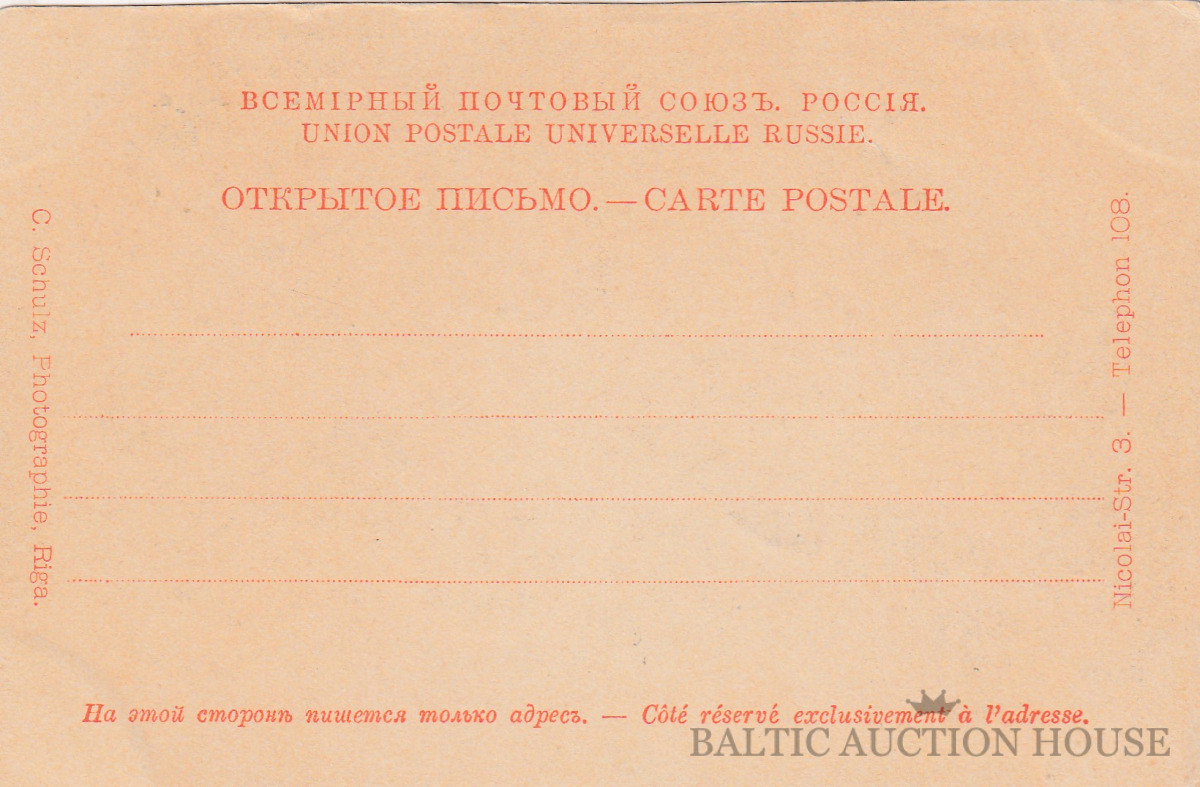 ВСЕМІРНЫЙ ПОЧТОВЫЙ СОЮЗЪ. РОССІЯ.
UNION POSTALE UNIVERSELLE RUSSIE.
ОТКРЫТОЕ ПИСЬМО. — CARTE POSTALE.
C. Schulz, Photographie, Riga.
Nicolai-Str. 3. — Telephon 108.
На этой сторонѣ пишется только адресъ. — Côté réservé exclusivement à l'adresse.
BALTIC AUCTION HOUSE